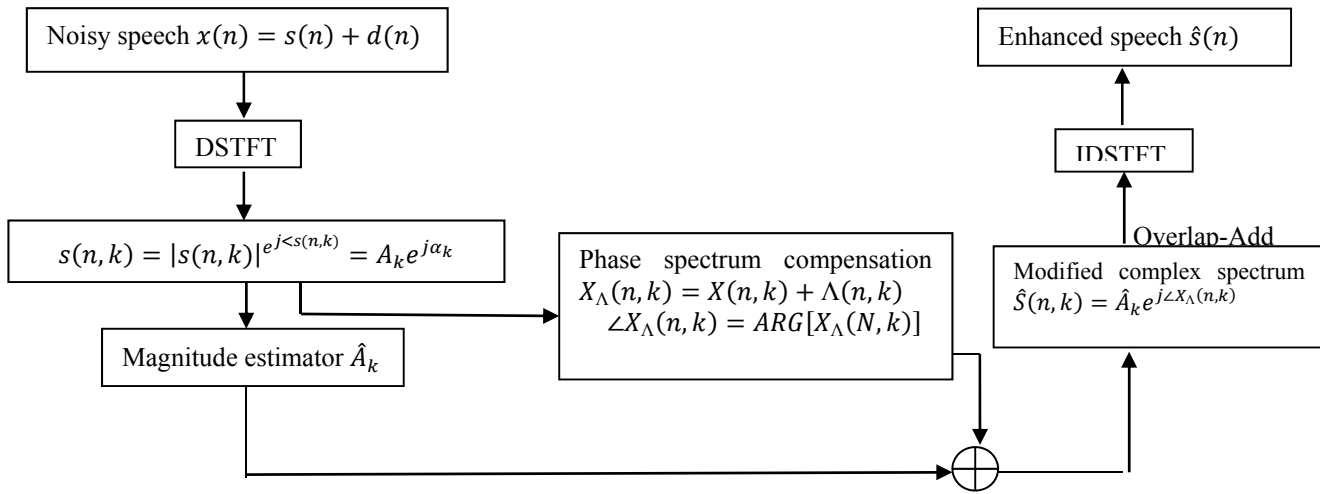 Noisy speech x(n) = s(n) + d(n)
DSTFT
s(n, k) = |s(n, k)|^{e^{j<s(n,k)}} = A_k e^{jα_k}
Magnitude estimator Â_k
Phase spectrum compensation
X_Λ(n, k) = X(n, k) + Λ(n, k)
∠X_Λ(n, k) = ARG[X_Λ(N, k)]
Modified complex spectrum
Ŝ(n, k) = Â_k e^{j∠X_Λ(n,k)}
Overlap-Add
IDSTFT
Enhanced speech ŝ(n)